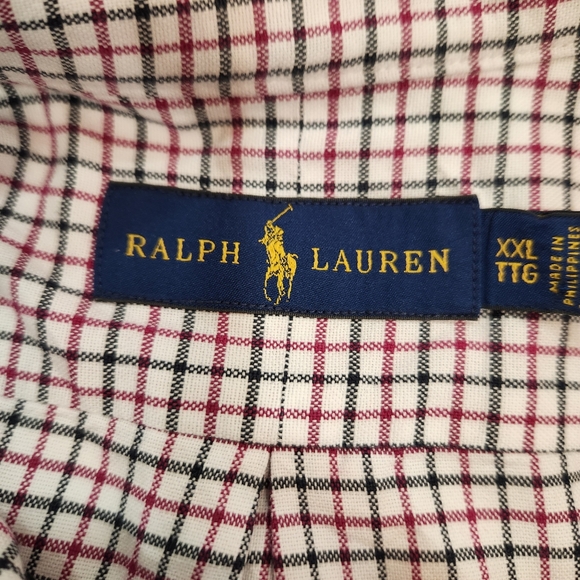 RALPH LAUREN
XXL
TTG
MADE IN
PHILIPPINES